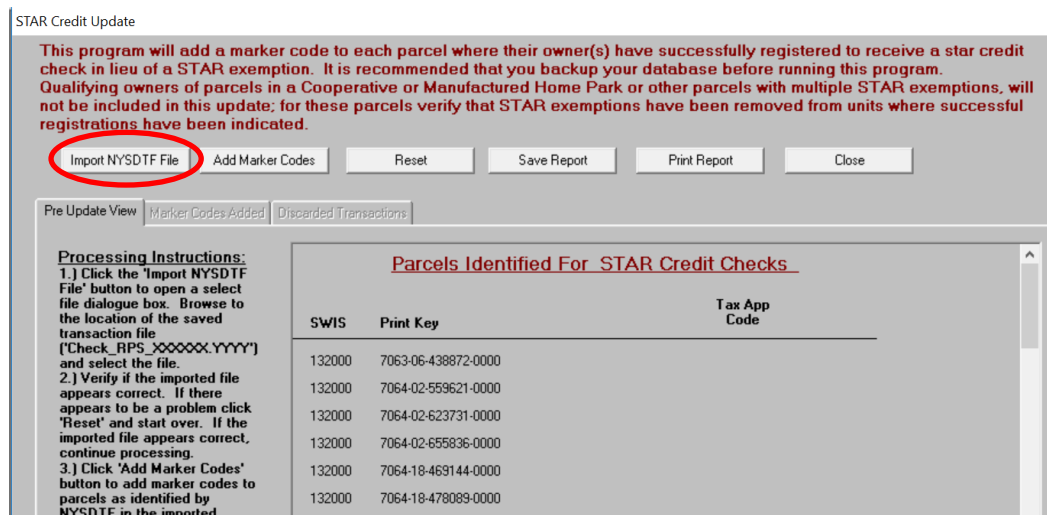 STAR Credit Update
This program will add a marker code to each parcel where their owner(s) have successfully registered to receive a star credit
check in lieu of a STAR exemption. It is recommended that you backup your database before running this program.
Qualifying owners of parcels in a Cooperative or Manufactured Home Park or other parcels with multiple STAR exemptions, will
not be included in this update; for these parcels verify that STAR exemptions have been removed from units where successful
registrations have been indicated.
Import NYSDTF File Add Marker Codes Reset Save Report Print Report Close
Pre Update View Marker Codes Added Discarded Transactions
Processing Instructions:
1.) Click the 'Import NYSDTF
File' button to open a select
file dialogue box. Browse to
the location of the saved
transaction file
('Check_RPS_XXXXXX.YYYY')
and select the file.
2.) Verify if the imported file
appears correct. If there
appears to be a problem click
'Reset' and start over. If the
imported file appears correct,
continue processing.
3.) Click 'Add Marker Codes'
button to add marker codes to
parcels as identified by
NYSDTF in the imported
Parcels Identified For STAR Credit Checks
Tax App
SWIS Print Key Code
132000 7063-06-438872-0000
132000 7064-02-559621-0000
132000 7064-02-623731-0000
132000 7064-02-655836-0000
132000 7064-18-469144-0000
132000 7064-18-478089-0000